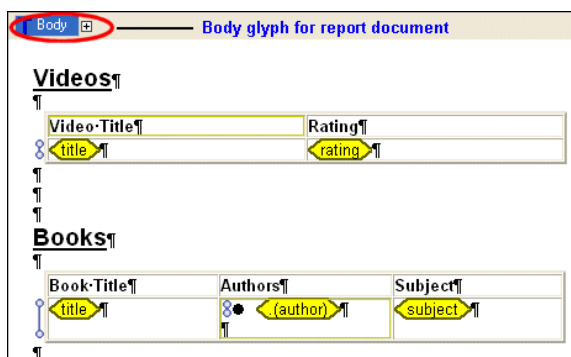 Body Body glyph for report document
Videos¶
¶
Video·Title¶ Rating¶
title¶ rating¶
¶
¶
¶
Books¶
¶
Book·Title¶ Authors¶ Subject¶
title¶ ● .(author)¶ subject¶
¶
¶